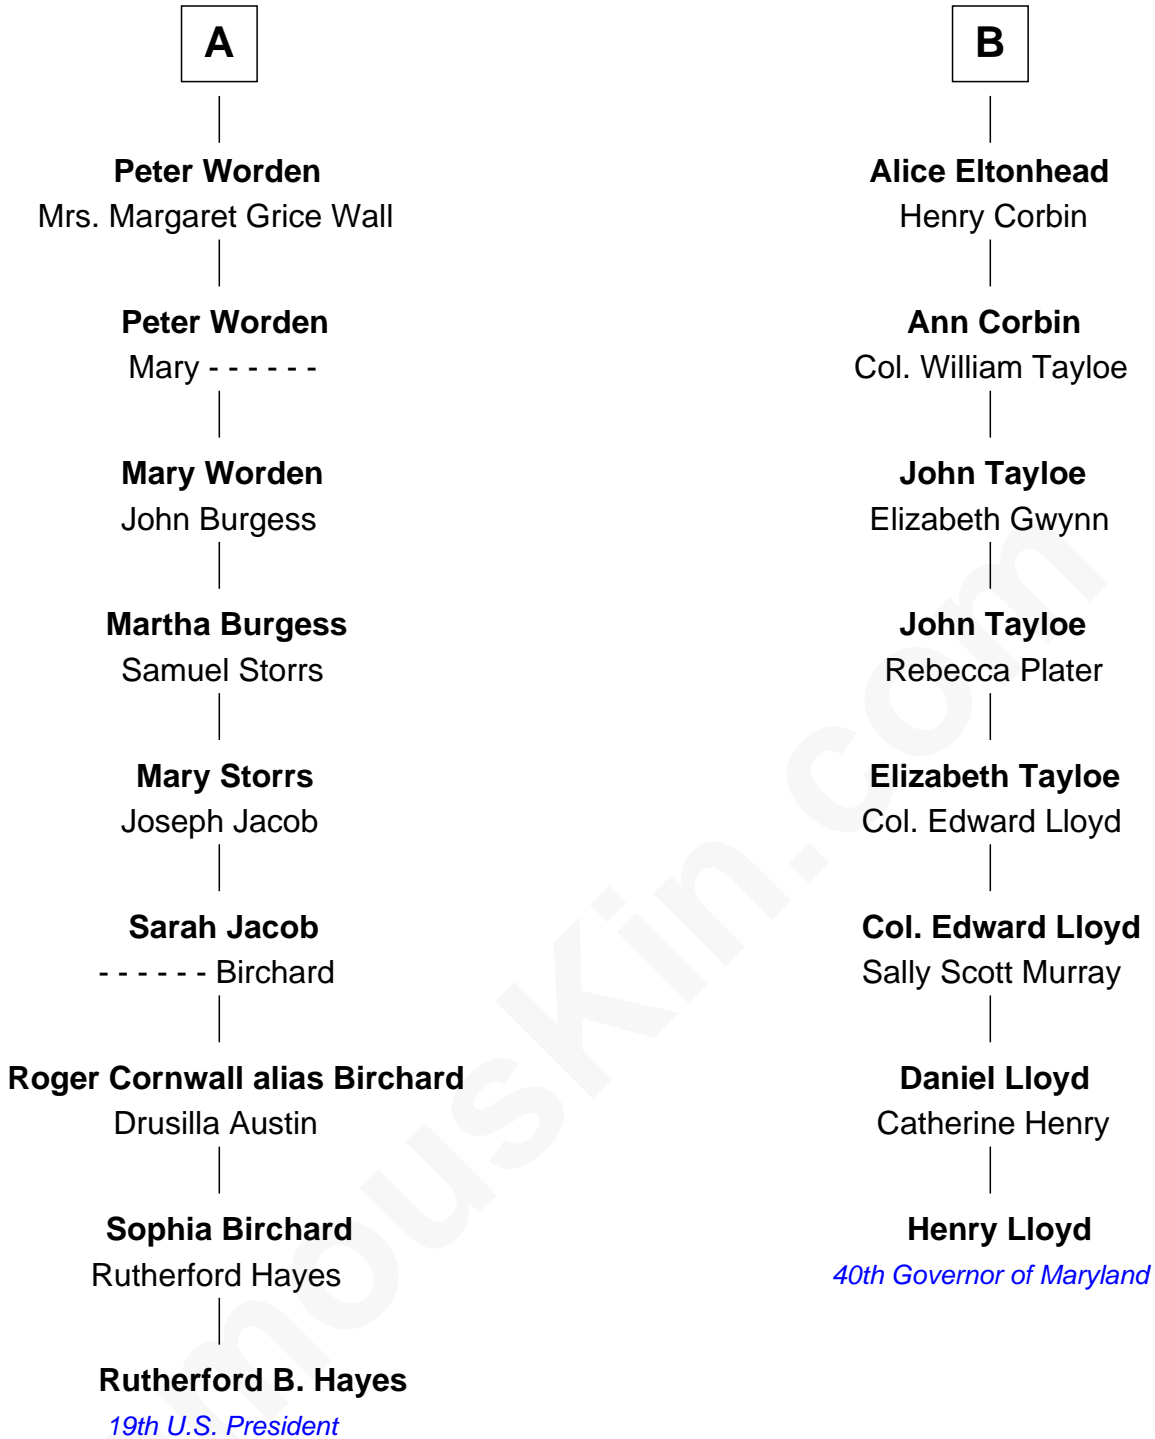 A
Peter Worden
Mrs. Margaret Grice Wall
Peter Worden
Mary - - - - - -
Mary Worden
John Burgess
Martha Burgess
Samuel Storrs
Mary Storrs
Joseph Jacob
Sarah Jacob
- - - - - - Birchard
Roger Cornwall alias Birchard
Drusilla Austin
Sophia Birchard
Rutherford Hayes
Rutherford B. Hayes
19th U.S. President
B
Alice Eltonhead
Henry Corbin
Ann Corbin
Col. William Tayloe
John Tayloe
Elizabeth Gwynn
John Tayloe
Rebecca Plater
Elizabeth Tayloe
Col. Edward Lloyd
Col. Edward Lloyd
Sally Scott Murray
Daniel Lloyd
Catherine Henry
Henry Lloyd
40th Governor of Maryland
mousKin.com